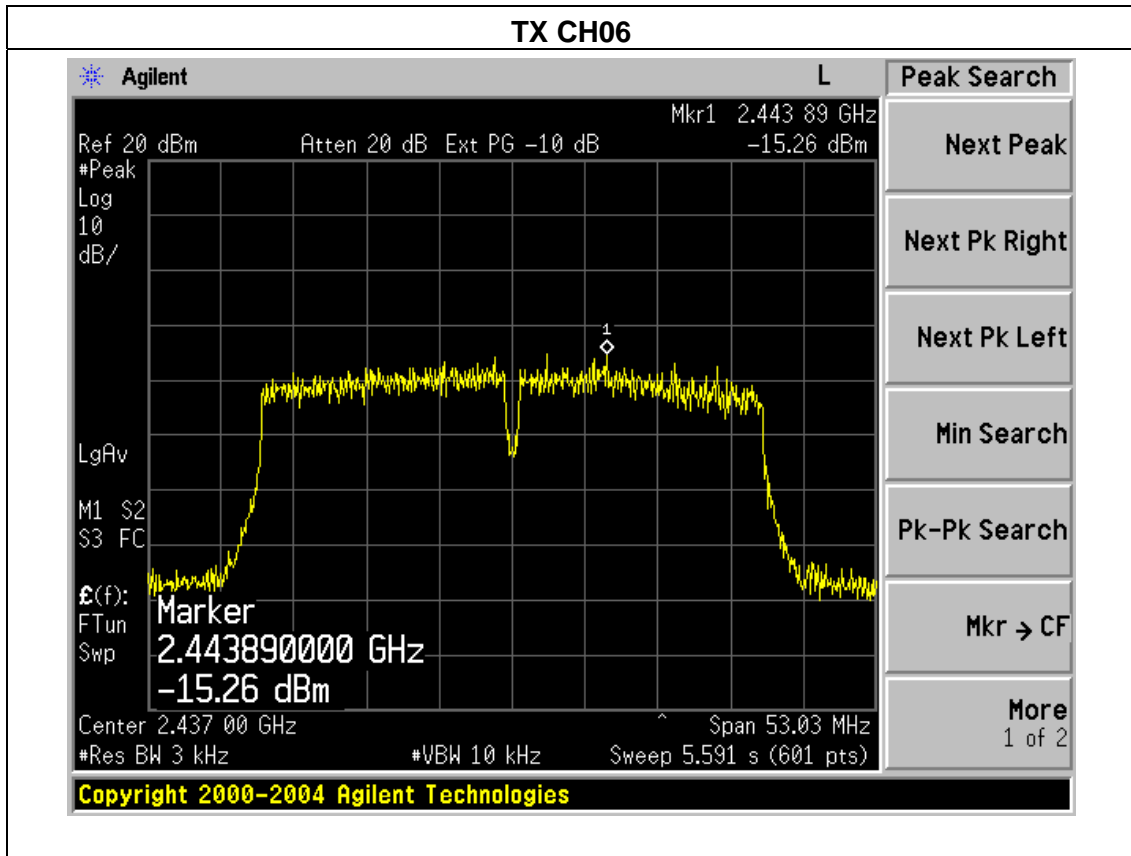 TX CH06
Agilent L Peak Search
Mkr1 2.443 89 GHz
Ref 20 dBm Atten 20 dB Ext PG -10 dB -15.26 dBm
#Peak
Log
10
dB/
1
LgAv
M1 S2
S3 FC
£(f):
FTun
Swp
Marker
2.443890000 GHz
-15.26 dBm
Center 2.437 00 GHz ^ Span 53.03 MHz
#Res BW 3 kHz #VBW 10 kHz Sweep 5.591 s (601 pts)
Copyright 2000-2004 Agilent Technologies
Next Peak
Next Pk Right
Next Pk Left
Min Search
Pk-Pk Search
Mkr → CF
More
1 of 2